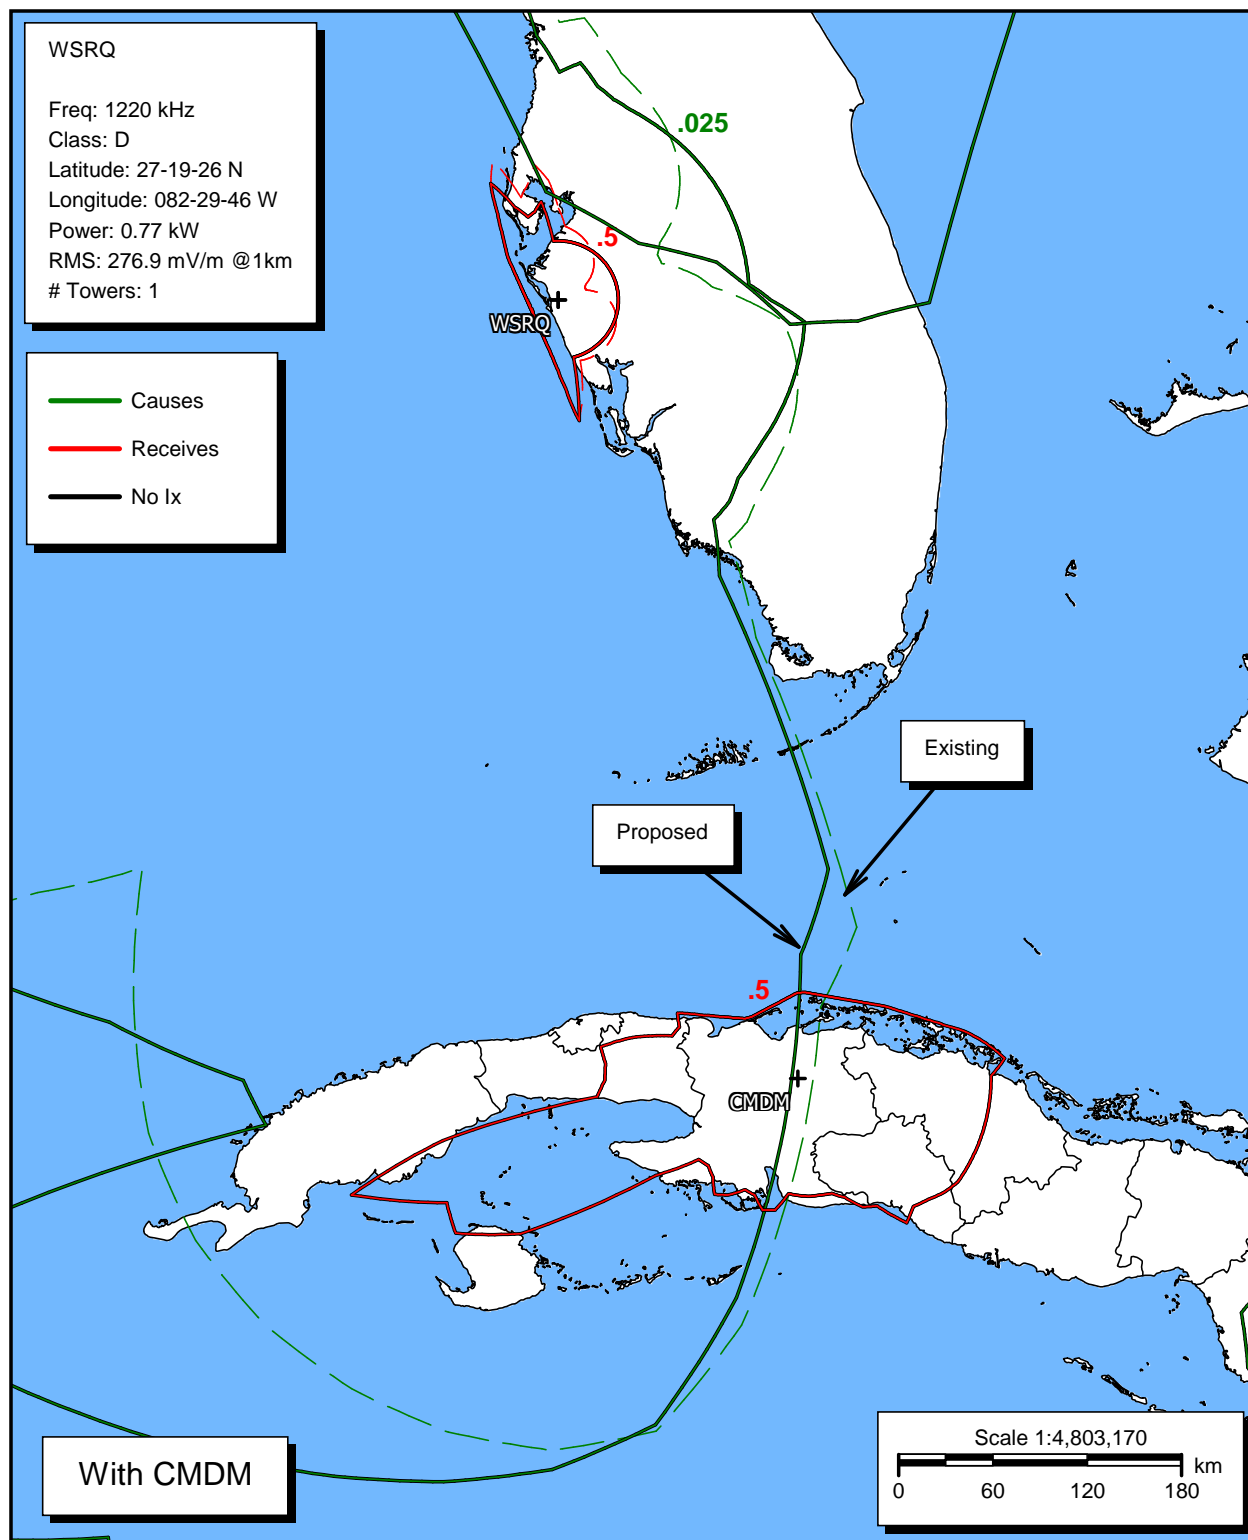 WSRQ
Freq: 1220 kHz
Class: D
Latitude: 27-19-26 N
Longitude: 082-29-46 W
Power: 0.77 kW
RMS: 276.9 mV/m @1km
# Towers: 1
Causes
Receives
No Ix
.025
.5
WSRQ
Existing
Proposed
.5
CMDM
With CMDM
Scale 1:4,803,170
km
0 60 120 180